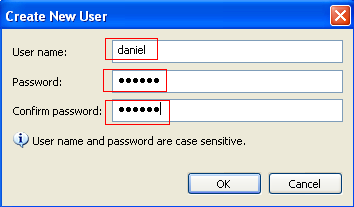 Create New User
User name: daniel
Password: ●●●●●●
Confirm password: ●●●●●●
User name and password are case sensitive.
OK Cancel